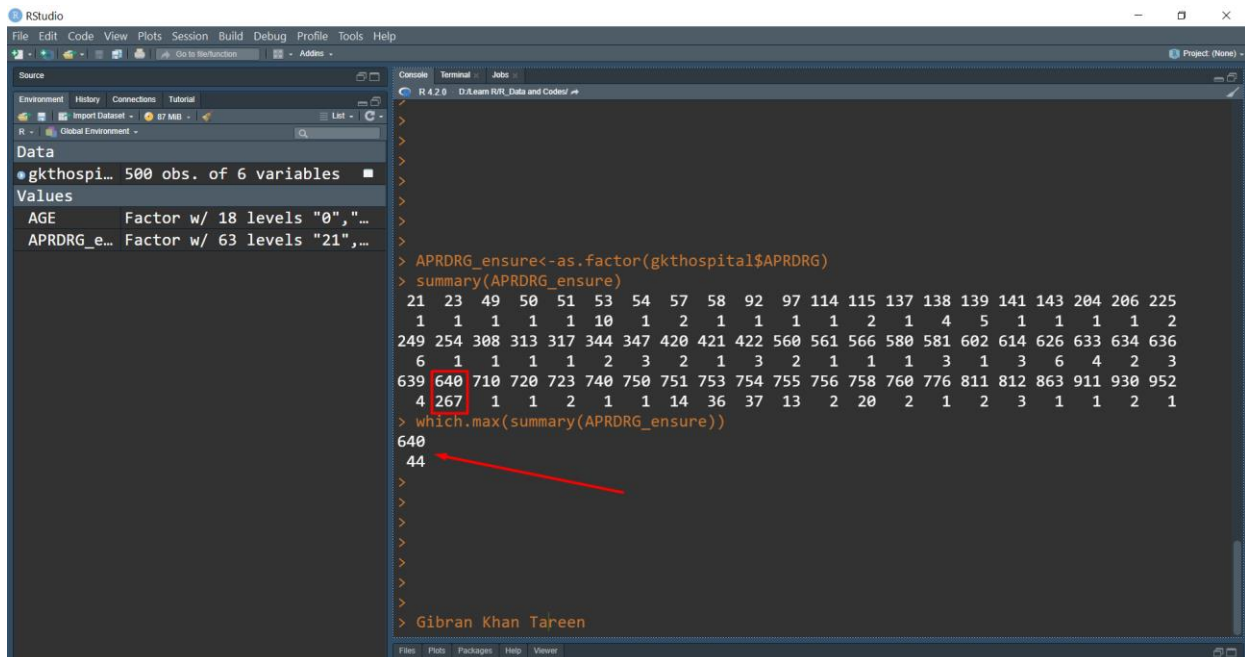 RStudio
File Edit Code View Plots Session Build Debug Profile Tools Help
Go to file/function Addins
Project: (None)
Source
Environment History Connections Tutorial
Import Dataset 87 MiB List
R Global Environment
Data
gkthospi… 500 obs. of 6 variables
Values
AGE Factor w/ 18 levels "0","…
APRDRG_e… Factor w/ 63 levels "21",…
Console Terminal Jobs
R 4.2.0 · D:/Learn R/R_Data and Codes/
>
>
>
>
>
>
>
>
> APRDRG_ensure<-as.factor(gkthospital$APRDRG)
> summary(APRDRG_ensure)
21 23 49 50 51 53 54 57 58 92 97 114 115 137 138 139 141 143 204 206 225
1 1 1 1 1 10 1 2 1 1 1 1 2 1 4 5 1 1 1 1 2
249 254 308 313 317 344 347 420 421 422 560 561 566 580 581 602 614 626 633 634 636
6 1 1 1 1 2 3 2 1 3 2 1 1 1 3 1 3 6 4 2 3
639 640 710 720 723 740 750 751 753 754 755 756 758 760 776 811 812 863 911 930 952
4 267 1 1 2 1 1 14 36 37 13 2 20 2 1 2 3 1 1 2 1
> which.max(summary(APRDRG_ensure))
640
44
>
>
>
>
>
>
>
> Gibran Khan Tareen
Files Plots Packages Help Viewer